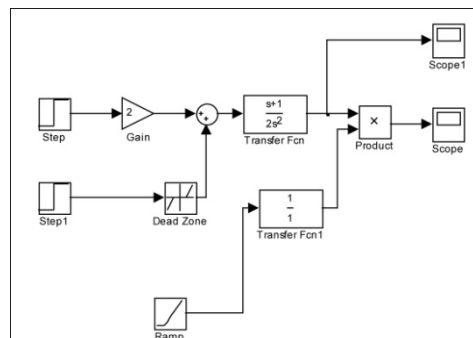 Scope1
2
+
+
s+1
2s²
×
Step
Gain
Transfer Fcn
Product
Scope
Step1
Dead Zone
1
1
Transfer Fcn1
Ramp